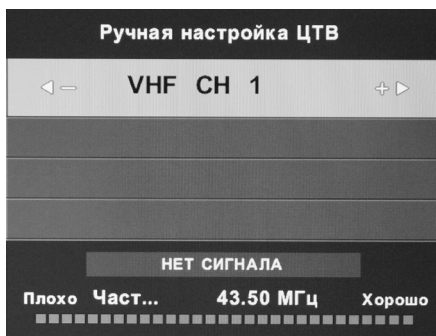 Ручная настройка ЦТВ
VHF CH 1
НЕТ СИГНАЛА
Плохо Част... 43.50 МГц Хорошо